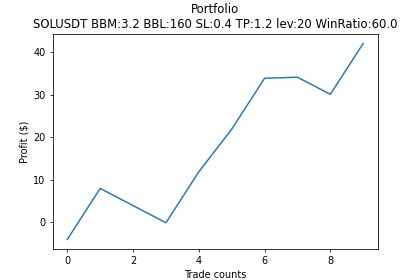 Portfolio
SOLUSDT BBM:3.2 BBL:160 SL:0.4 TP:1.2 lev:20 WinRatio:60.0
40
30
20
10
0
Profit ($)
0 2 4 6 8
Trade counts